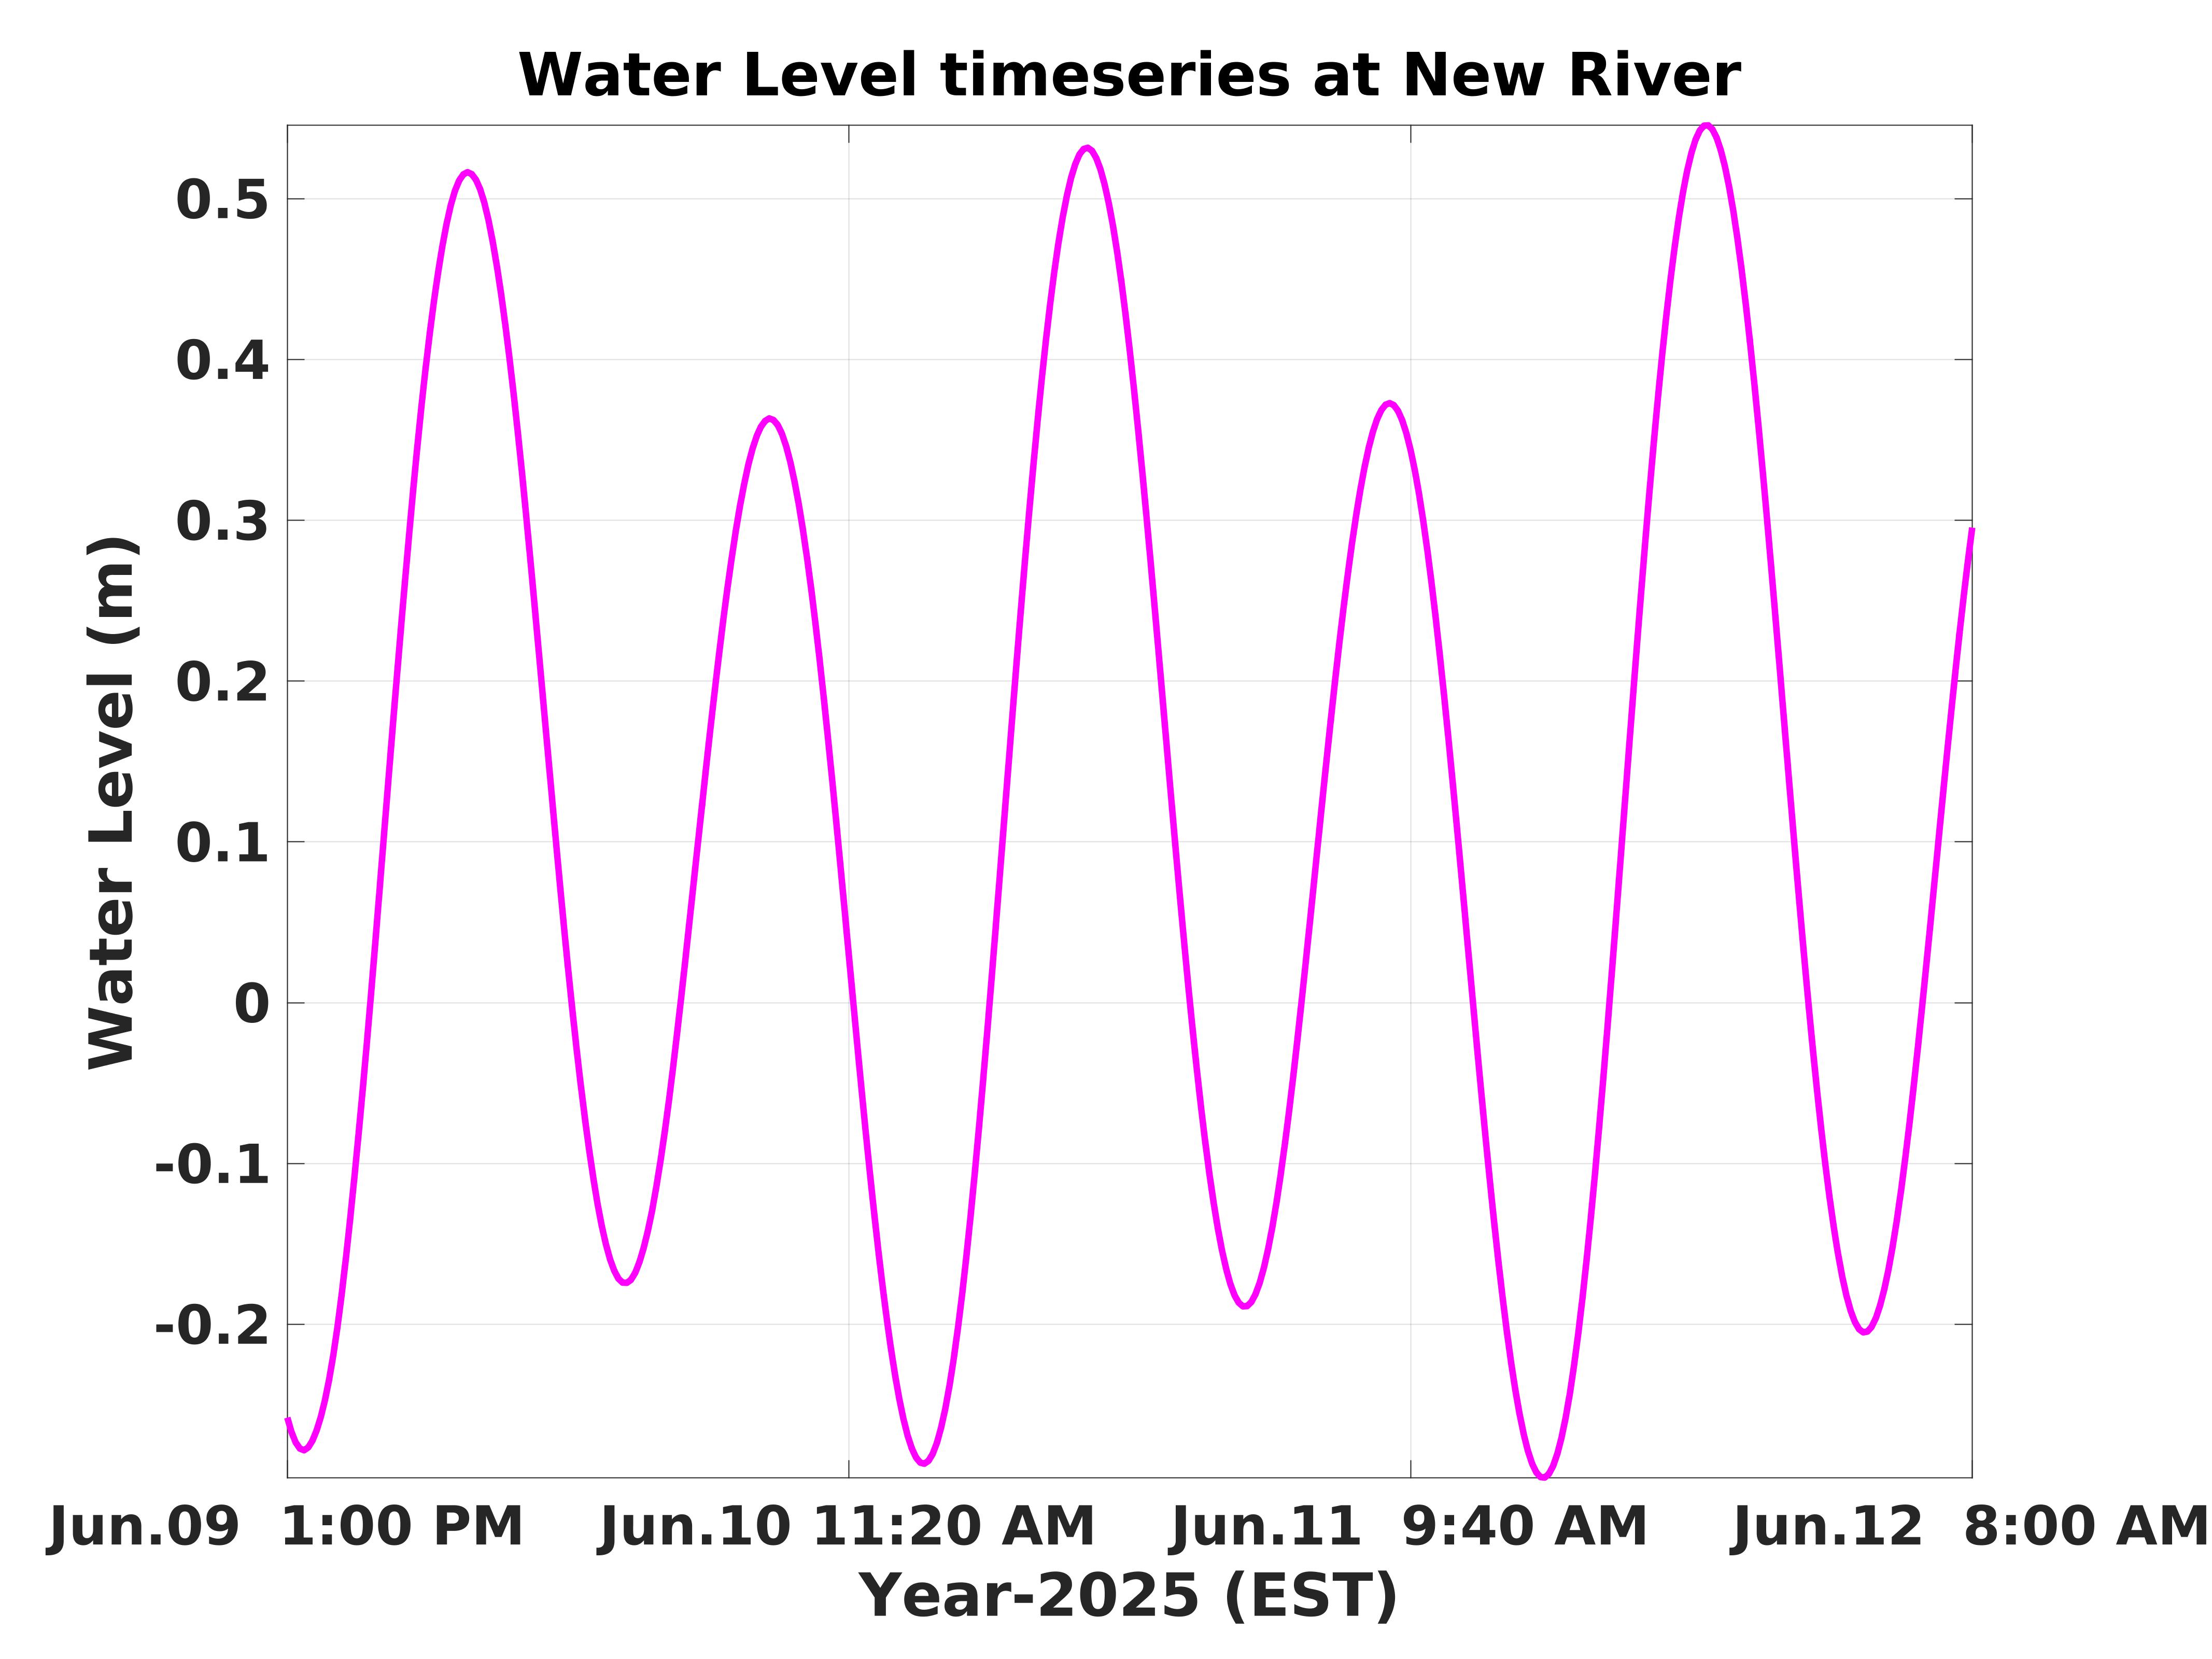 Water Level timeseries at New River
0.5
0.4
0.3
0.2
0.1
0
-0.1
-0.2
Water Level (m)
Jun.09 1:00 PM Jun.10 11:20 AM Jun.11 9:40 AM Jun.12 8:00 AM
Year-2025 (EST)